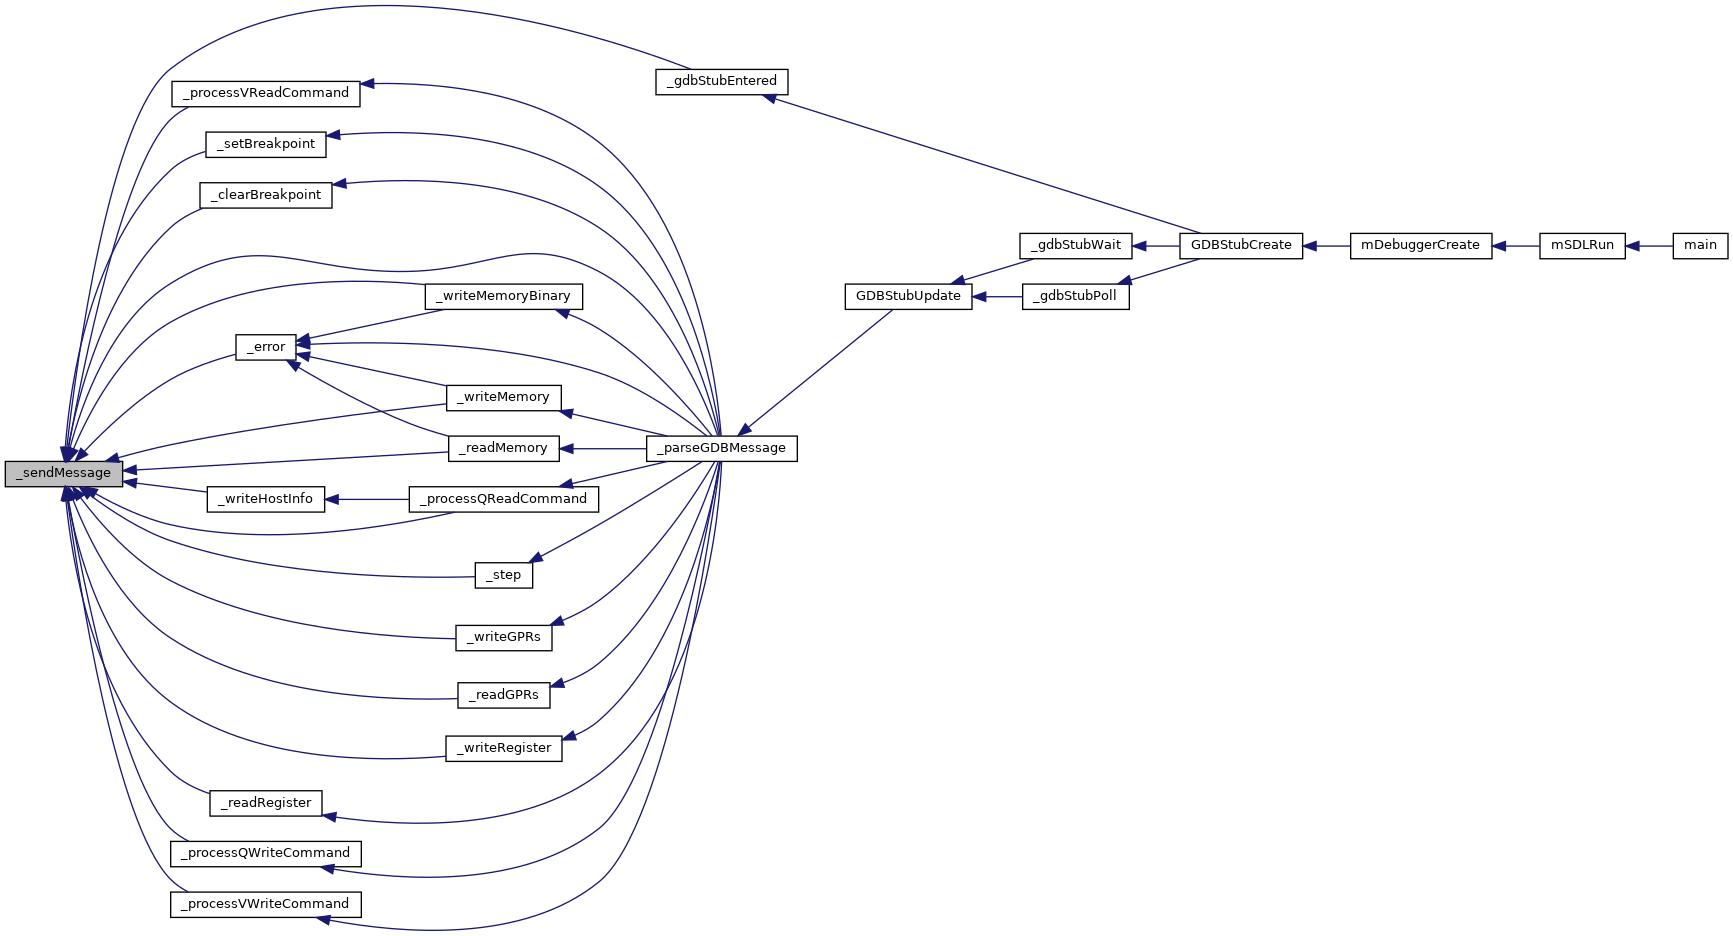 _gdbStubEntered
_processVReadCommand
_setBreakpoint
_clearBreakpoint
_gdbStubWait
GDBStubCreate
mDebuggerCreate
mSDLRun
main
_writeMemoryBinary
GDBStubUpdate
_gdbStubPoll
_error
_writeMemory
_readMemory
_parseGDBMessage
_sendMessage
_writeHostInfo
_processQReadCommand
_step
_writeGPRs
_readGPRs
_writeRegister
_readRegister
_processQWriteCommand
_processVWriteCommand